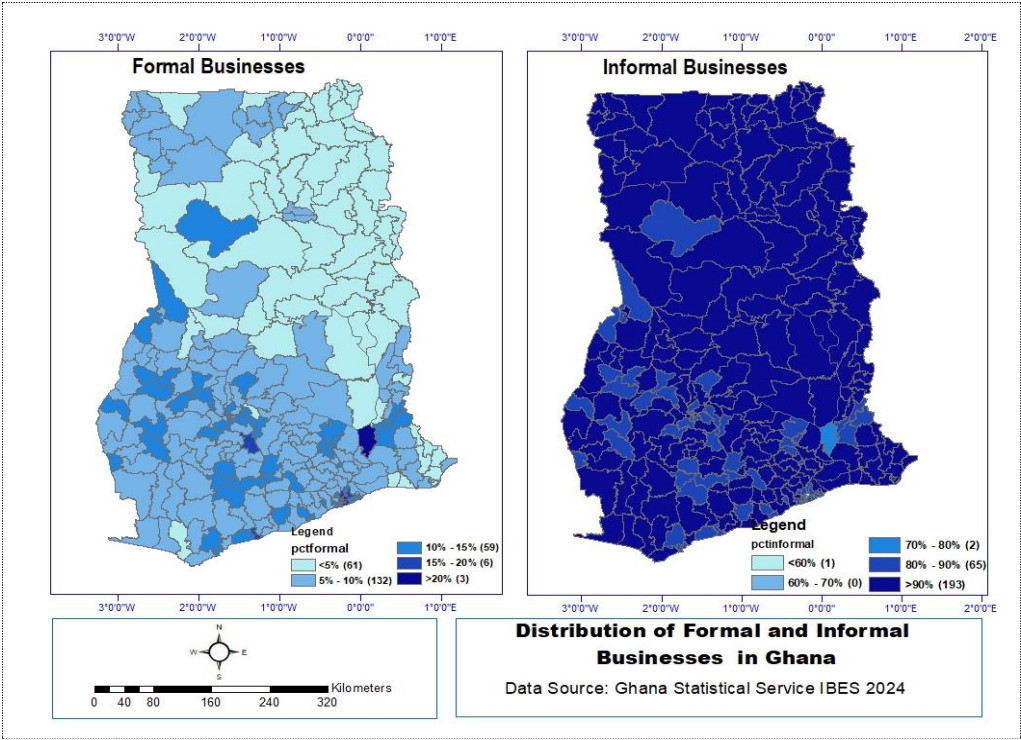 3°0'0"W 2°0'0"W 1°0'0"W 0°0'0" 1°0'0"E
3°0'0"W 2°0'0"W 1°0'0"W 0°0'0" 1°0'0"E 2°0'0"E
Formal Businesses
Informal Businesses
Legend
pctformal
<5% (61)
5% - 10% (132)
10% - 15% (59)
15% - 20% (6)
>20% (3)
Legend
pctinformal
<60% (1)
60% - 70% (0)
70% - 80% (2)
80% - 90% (65)
>90% (193)
3°0'0"W 2°0'0"W 1°0'0"W 0°0'0" 1°0'0"E
3°0'0"W 2°0'0"W 1°0'0"W 0°0'0" 1°0'0"E 2°0'0"E
N
W E
S
Kilometers
0 40 80 160 240 320
Distribution of Formal and Informal
Businesses in Ghana
Data Source: Ghana Statistical Service IBES 2024